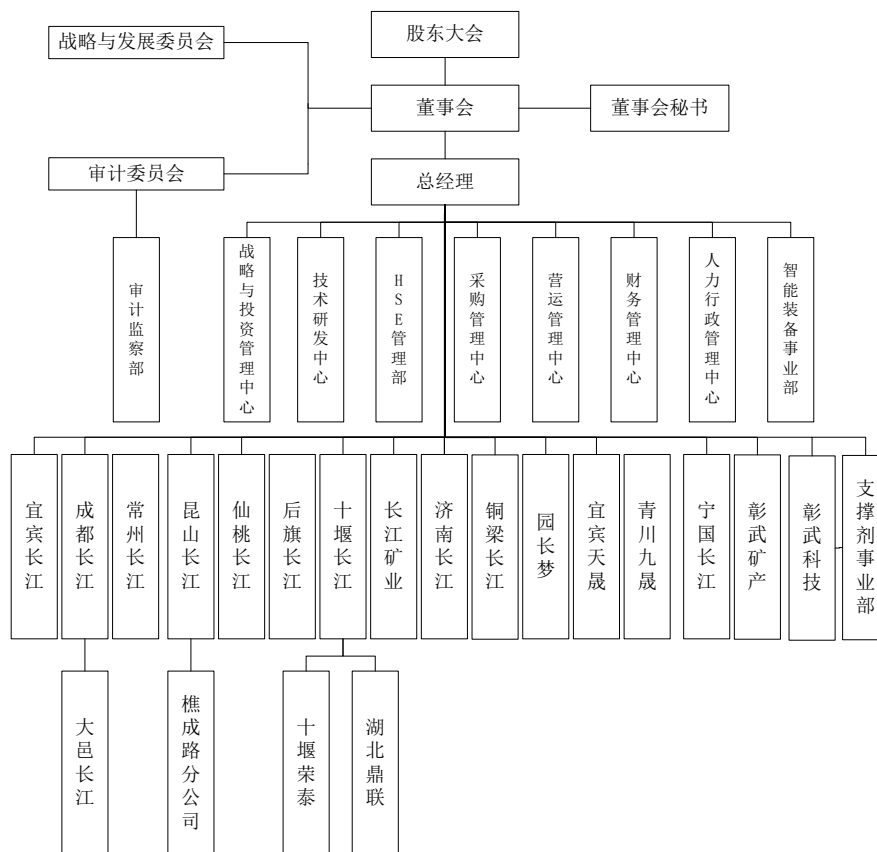 股东大会
战略与发展委员会
董事会
董事会秘书
审计委员会
总经理
审计监察部
战略与投资管理中心
技术研发中心
HSE管理部
采购管理中心
营运管理中心
财务管理中心
人力行政管理中心
智能装备事业部
宜宾长江
成都长江
常州长江
昆山长江
仙桃长江
后旗长江
十堰长江
长江矿业
济南长江
铜梁长江
园长梦
宜宾天晟
青川九晟
宁国长江
彰武矿产
彰武科技
支撑剂事业部
大邑长江
樵成路分公司
十堰荣泰
湖北鼎联